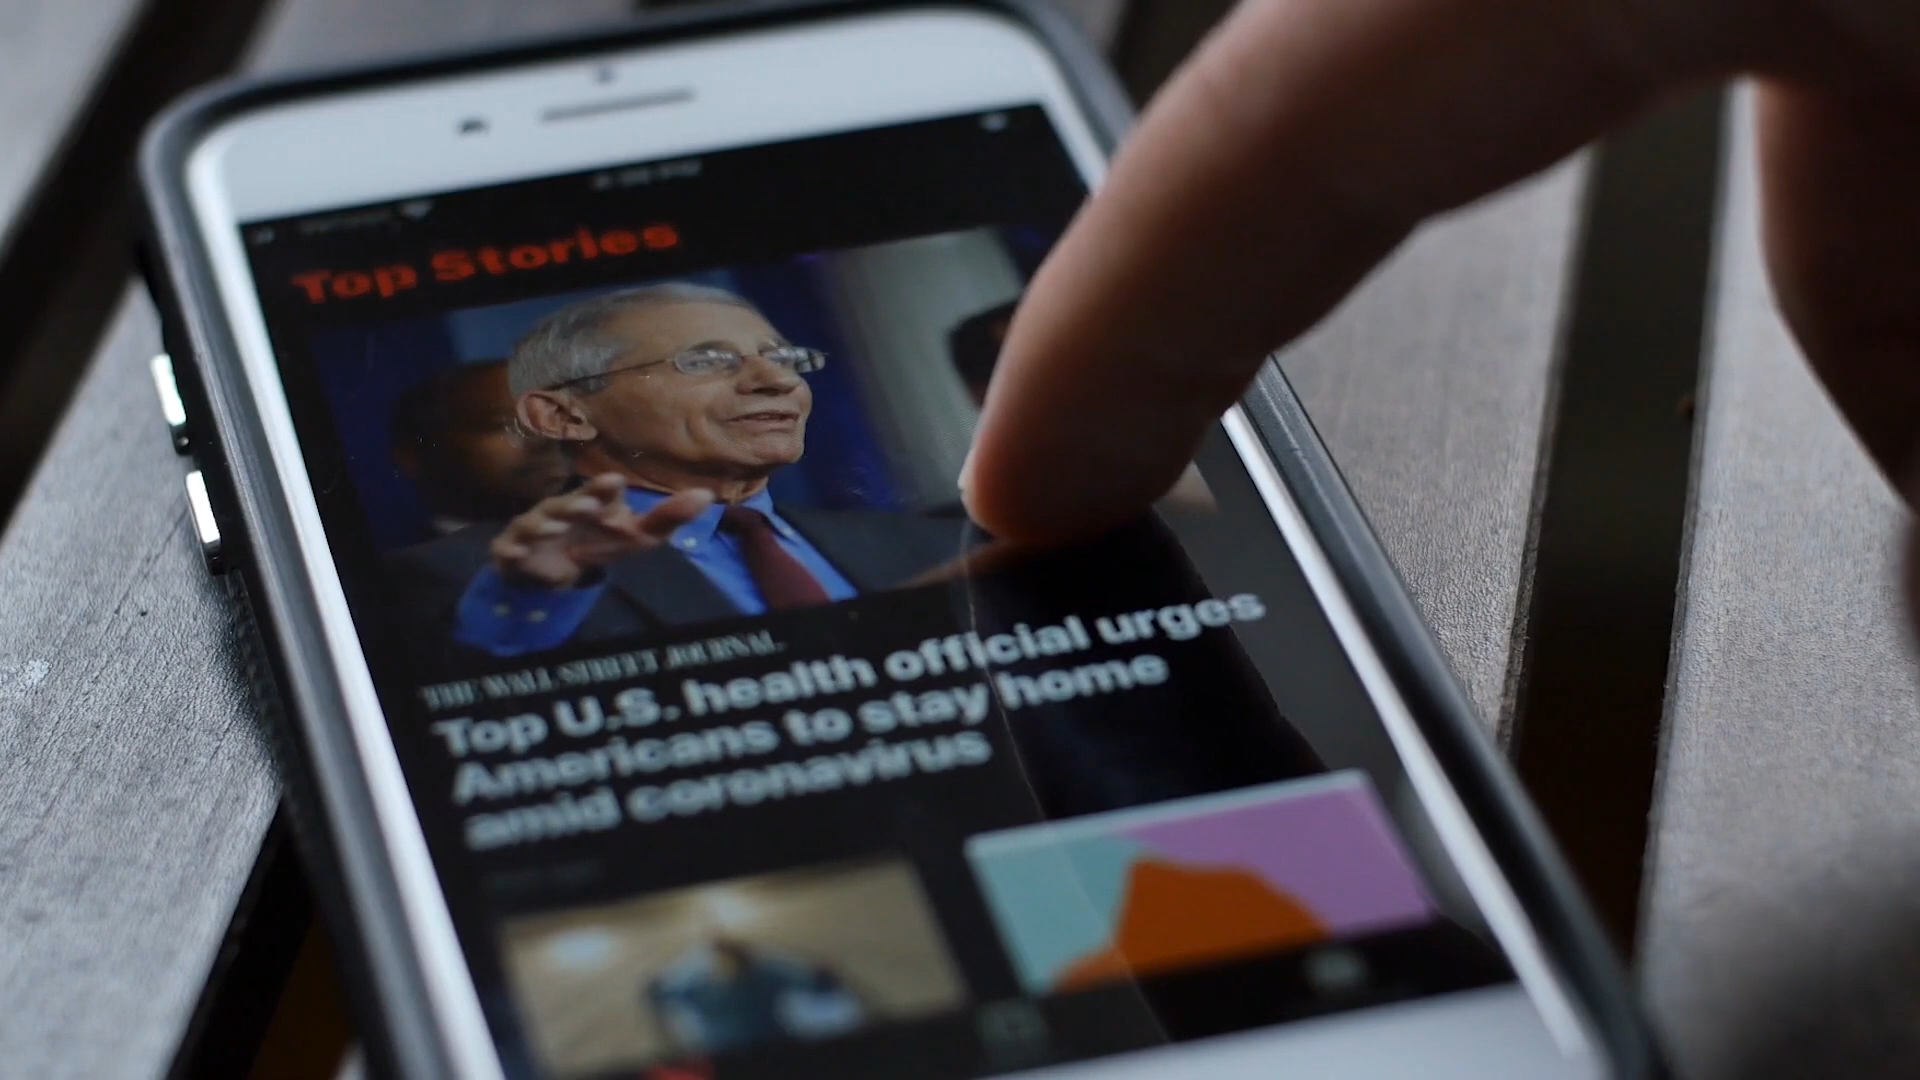 Top Stories
THE WALL STREET JOURNAL
Top U.S. health official urges
Americans to stay home
amid coronavirus